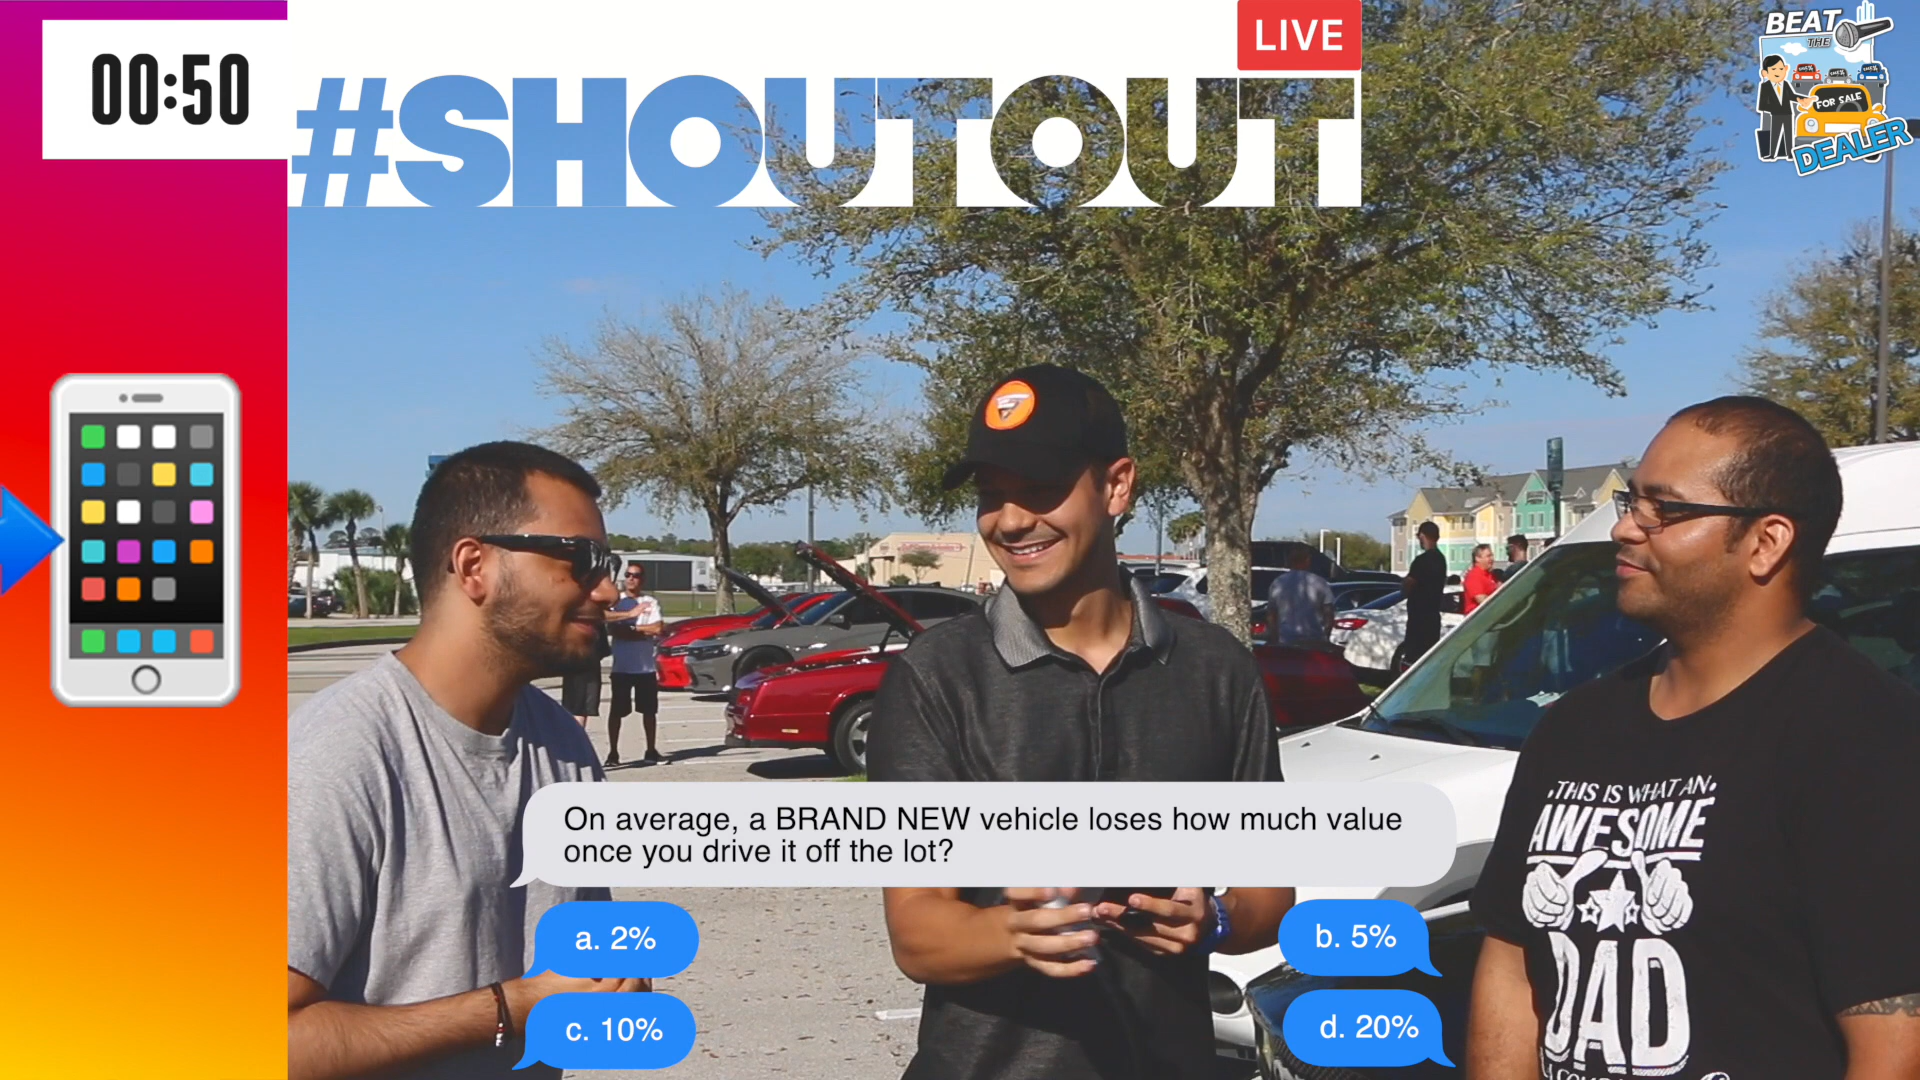 00:50
#SHOUTOUT
LIVE
BEAT
THE
FOR SALE
DEALER
On average, a BRAND NEW vehicle loses how much value
once you drive it off the lot?
a. 2%
b. 5%
c. 10%
d. 20%
THIS IS WHAT AN
AWESOME
DAD